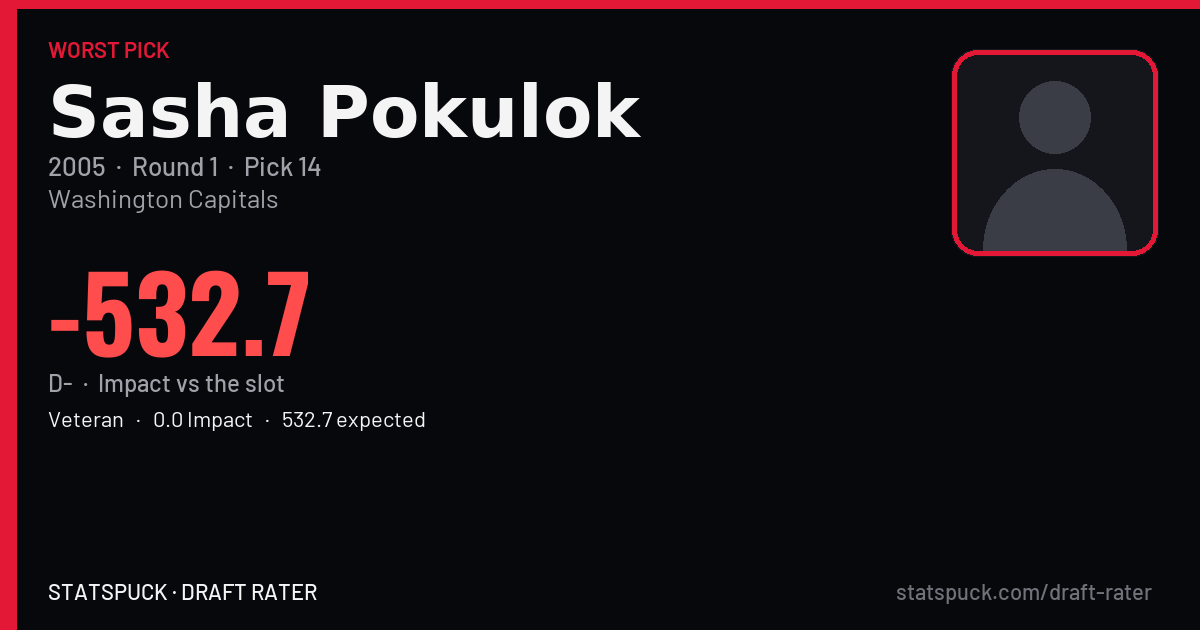 WORST PICK
Sasha Pokulok
2005 · Round 1 · Pick 14
Washington Capitals
-532.7
D- · Impact vs the slot
Veteran · 0.0 Impact · 532.7 expected
STATSPUCK · DRAFT RATER
statspuck.com/draft-rater